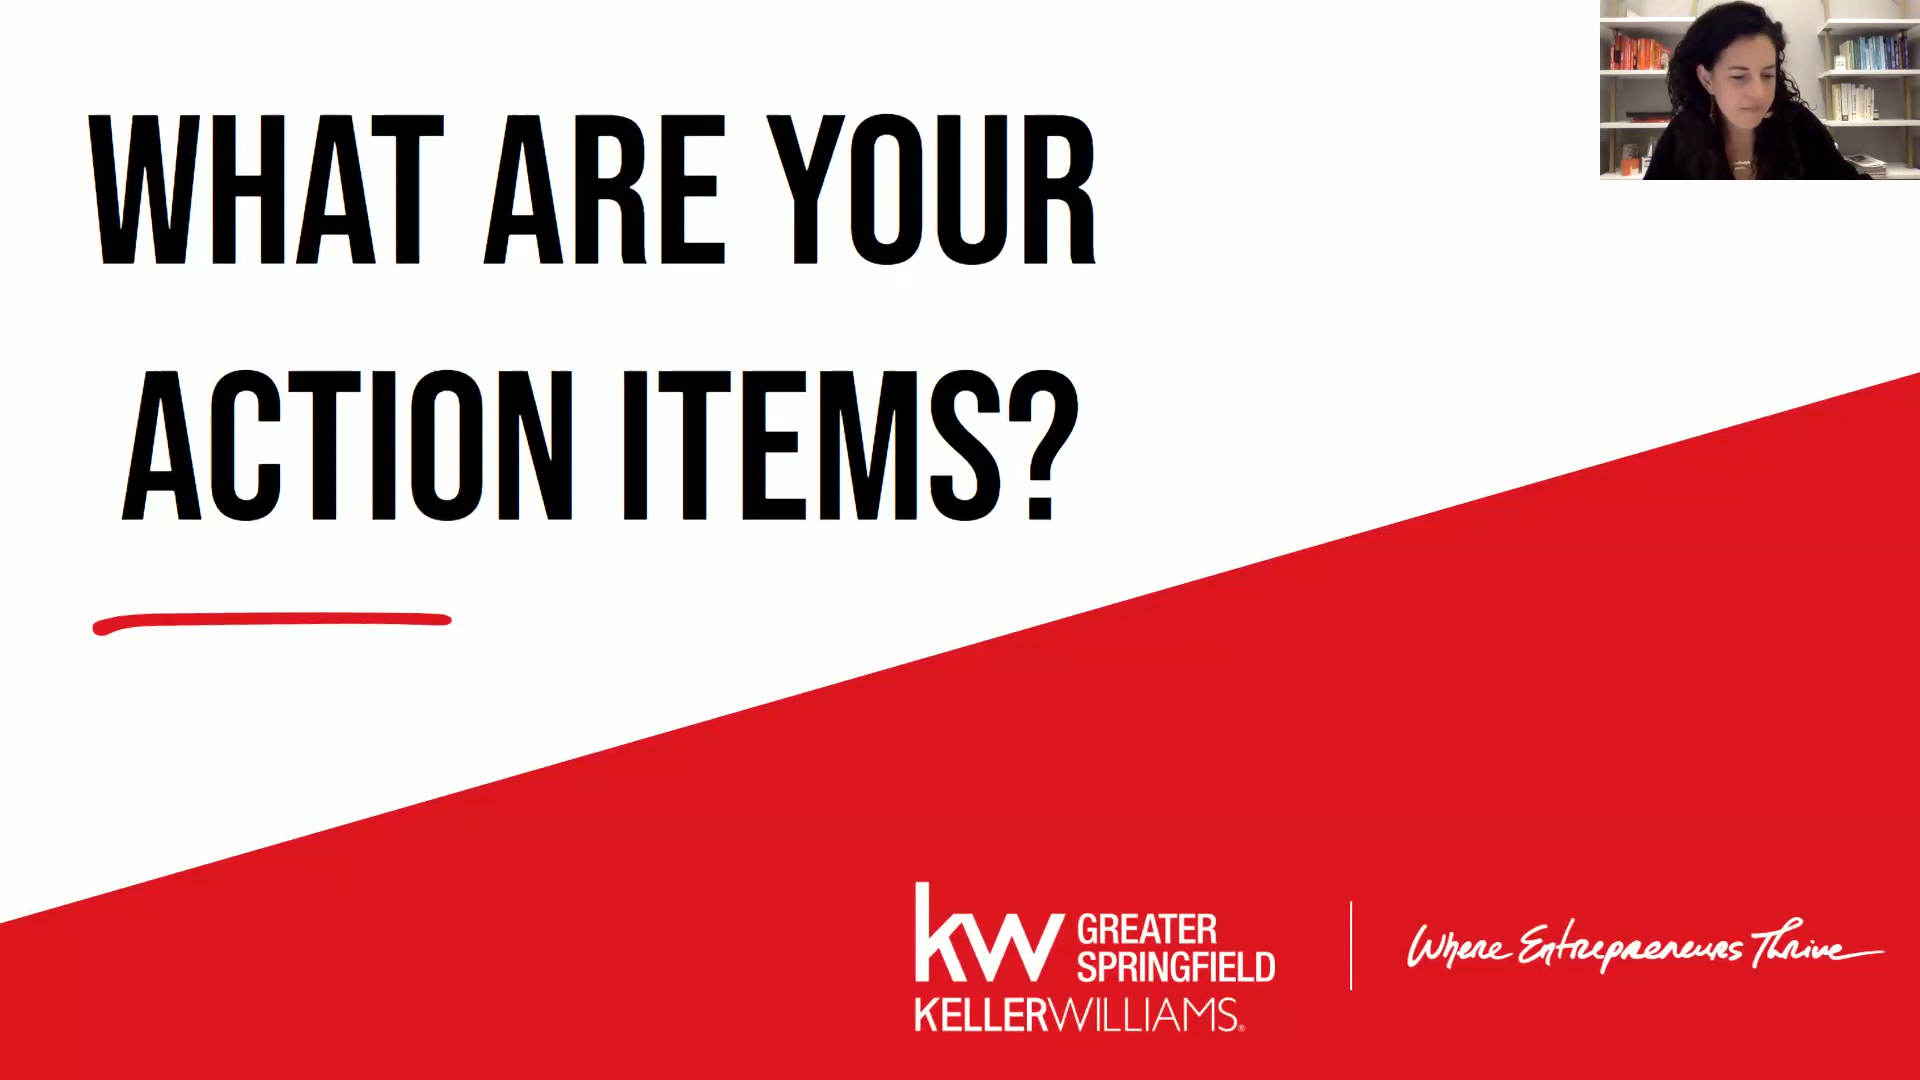 WHAT ARE YOUR
ACTION ITEMS?
kw GREATER
SPRINGFIELD
KELLERWILLIAMS®
Where Entrepreneurs Thrive